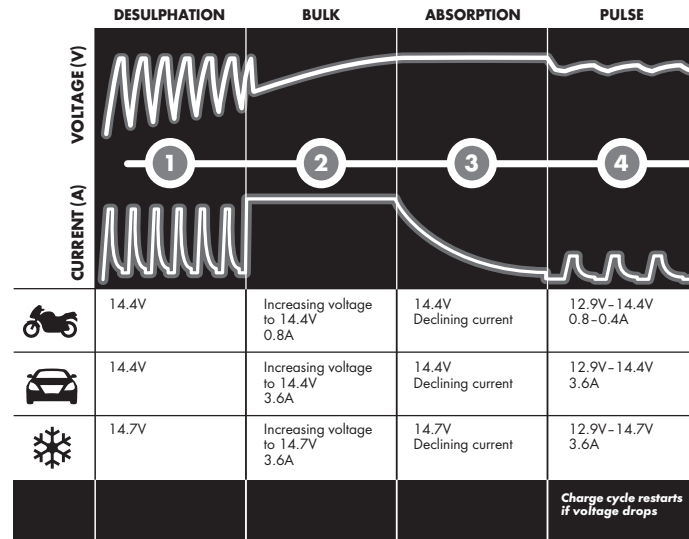 DESULPHATION BULK ABSORPTION PULSE
VOLTAGE (V)
1 2 3 4
CURRENT (A)
14.4V
Increasing voltage
to 14.4V
0.8A
14.4V
Declining current
12.9V–14.4V
0.8–0.4A
14.4V
Increasing voltage
to 14.4V
3.6A
14.4V
Declining current
12.9V–14.4V
3.6A
14.7V
Increasing voltage
to 14.7V
3.6A
14.7V
Declining current
12.9V–14.7V
3.6A
Charge cycle restarts
if voltage drops